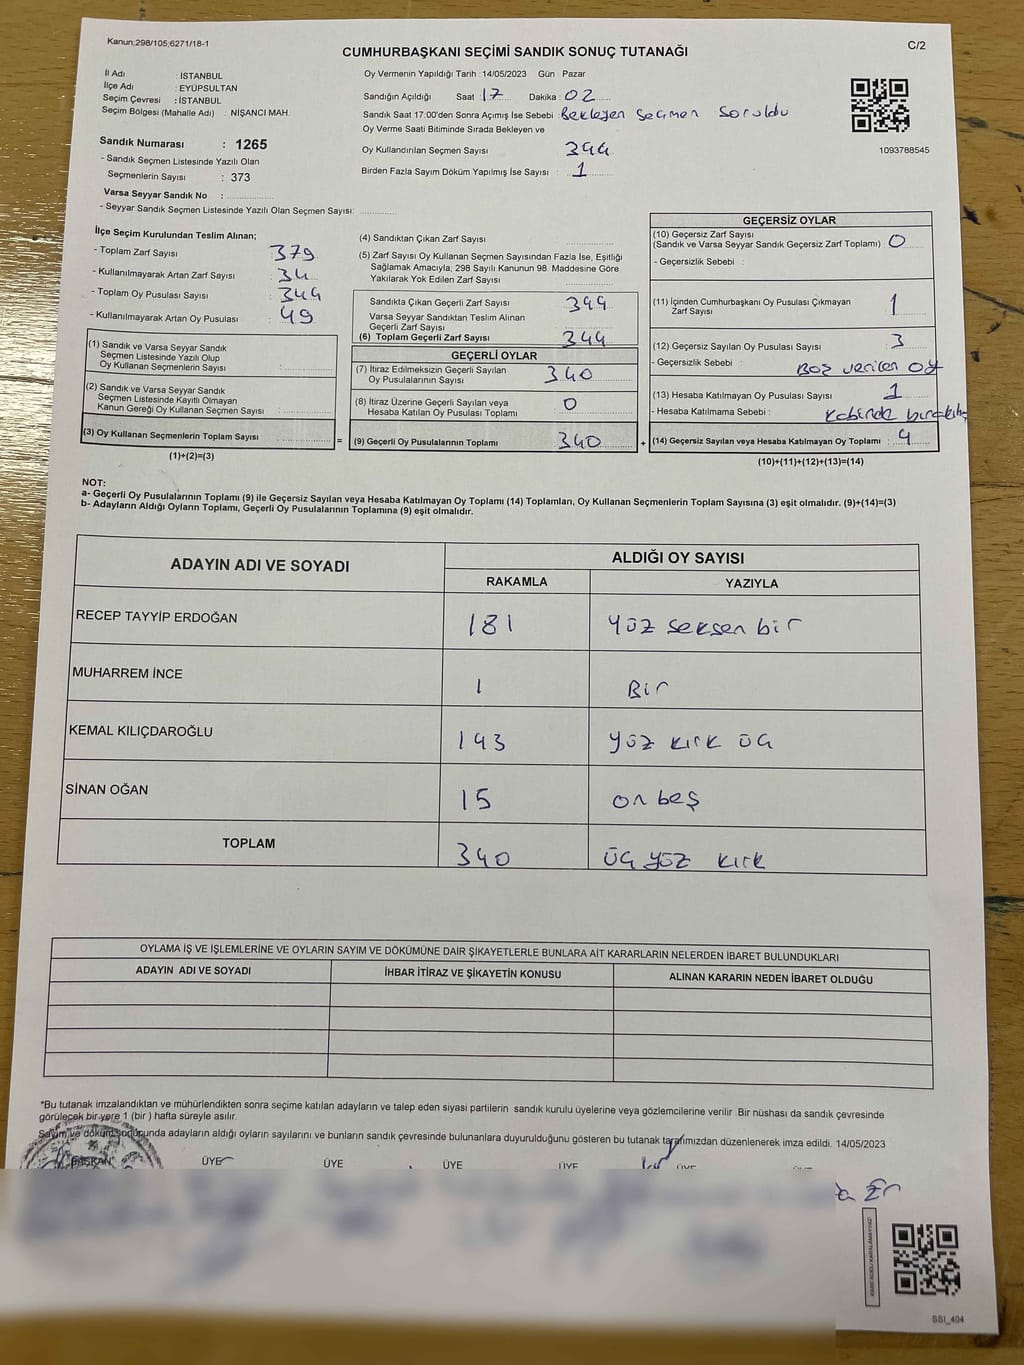 Kanun:298/105;6271/18-1
C/2
CUMHURBAŞKANI SEÇİMİ SANDIK SONUÇ TUTANAĞI
İl Adı : İSTANBUL
İlçe Adı : EYÜPSULTAN
Seçim Çevresi : İSTANBUL
Seçim Bölgesi (Mahalle Adı) : NİŞANCI MAH.
Sandık Numarası : 1265
- Sandık Seçmen Listesinde Yazılı Olan
Seçmenlerin Sayısı : 373
Varsa Seyyar Sandık No :
- Seyyar Sandık Seçmen Listesinde Yazılı Olan Seçmen Sayısı:
Oy Vermenin Yapıldığı Tarih :14/05/2023 Gün Pazar
Sandığın Açıldığı Saat : 17 Dakika : 02
Sandık Saat 17:00'den Sonra Açımış İse Sebebi Bekleyen Seçmen Soruldu
Oy Verme Saati Bitiminde Sırada Bekleyen ve
Oy Kullandırılan Seçmen Sayısı 344
Birden Fazla Sayım Döküm Yapılmış İse Sayısı : 1
1093788545
İlçe Seçim Kurulundan Teslim Alınan;
- Toplam Zarf Sayısı : 379
- Kullanılmayarak Artan Zarf Sayısı : 34
- Toplam Oy Pusulası Sayısı : 344
- Kullanılmayarak Artan Oy Pusulası : 49
(1) Sandık ve Varsa Seyyar Sandık
Seçmen Listesinde Yazılı Olup
Oy Kullanan Seçmenlerin Sayısı :
(2) Sandık ve Varsa Seyyar Sandık
Seçmen Listesinde Kayıtlı Olmayan
Kanun Gereği Oy Kullanan Seçmen Sayısı :
(3) Oy Kullanan Seçmenlerin Toplam Sayısı : =
(1)+(2)=(3)
(4) Sandıktan Çıkan Zarf Sayısı
(5) Zarf Sayısı Oy Kullanan Seçmen Sayısından Fazla İse, Eşitliği
Sağlamak Amacıyla; 298 Sayılı Kanunun 98. Maddesine Göre
Yakılarak Yok Edilen Zarf Sayısı :
Sandıkta Çıkan Geçerli Zarf Sayısı 344
Varsa Seyyar Sandıktan Teslim Alınan
Geçerli Zarf Sayısı
(6) Toplam Geçerli Zarf Sayısı 344
GEÇERLİ OYLAR
(7) İtiraz Edilmeksizin Geçerli Sayılan
Oy Pusulalarının Sayısı 340
(8) İtiraz Üzerine Geçerli Sayılan veya
Hesaba Katılan Oy Pusulası Toplamı 0
(9) Geçerli Oy Pusulalarının Toplamı 340 +
GEÇERSİZ OYLAR
(10) Geçersiz Zarf Sayısı
(Sandık ve Varsa Seyyar Sandık Geçersiz Zarf Toplamı) : 0
- Geçersizlik Sebebi :
(11) İçinden Cumhurbaşkanı Oy Pusulası Çıkmayan
Zarf Sayısı 1
(12) Geçersiz Sayılan Oy Pusulası Sayısı : 3
- Geçersizlik Sebebi : Boz verilen oy
(13) Hesaba Katılmayan Oy Pusulası Sayısı : 1
- Hesaba Katılmama Sebebi : Kabinde
(14) Geçersiz Sayılan veya Hesaba Katılmayan Oy Toplamı : 4
(10)+(11)+(12)+(13)=(14)
NOT:
a- Geçerli Oy Pusulalarının Toplamı (9) ile Geçersiz Sayılan veya Hesaba Katılmayan Oy Toplamı (14) Toplamları, Oy Kullanan Seçmenlerin Toplam Sayısına (3) eşit olmalıdır. (9)+(14)=(3)
b- Adayların Aldığı Oyların Toplamı, Geçerli Oy Pusulalarının Toplamına (9) eşit olmalıdır.
ADAYIN ADI VE SOYADI
ALDIĞI OY SAYISI
RAKAMLA YAZIYLA
RECEP TAYYİP ERDOĞAN 181 Yüz seksen bir
MUHARREM İNCE 1 Bir
KEMAL KILIÇDAROĞLU 143 yüz kırk üç
SİNAN OĞAN 15 on beş
TOPLAM 340 üç yüz kırk
OYLAMA İŞ VE İŞLEMLERİNE VE OYLARIN SAYIM VE DÖKÜMÜNE DAİR ŞİKAYETLERLE BUNLARA AİT KARARLARIN NELERDEN İBARET BULUNDUKLARI
ADAYIN ADI VE SOYADI İHBAR İTİRAZ VE ŞİKAYETİN KONUSU ALINAN KARARIN NEDEN İBARET OLDUĞU
*Bu tutanak imzalandıktan ve mühürlendikten sonra seçime katılan adayların ve talep eden siyasi partilerin sandık kurulu üyelerine veya gözlemcilerine verilir .Bir nüshası da sandık çevresinde
görülecek bir yere 1 (bir ) hafta süreyle asılır.
Sayım ve döküm sonucunda adayların aldığı oyların sayılarını ve bunların sandık çevresinde bulunanlara duyurulduğunu gösteren bu tutanak tarafımızdan düzenlenerek imza edildi. 14/05/2023
BAŞKAN ÜYE ÜYE ÜYE ÜYE ÜYE
SSI_404